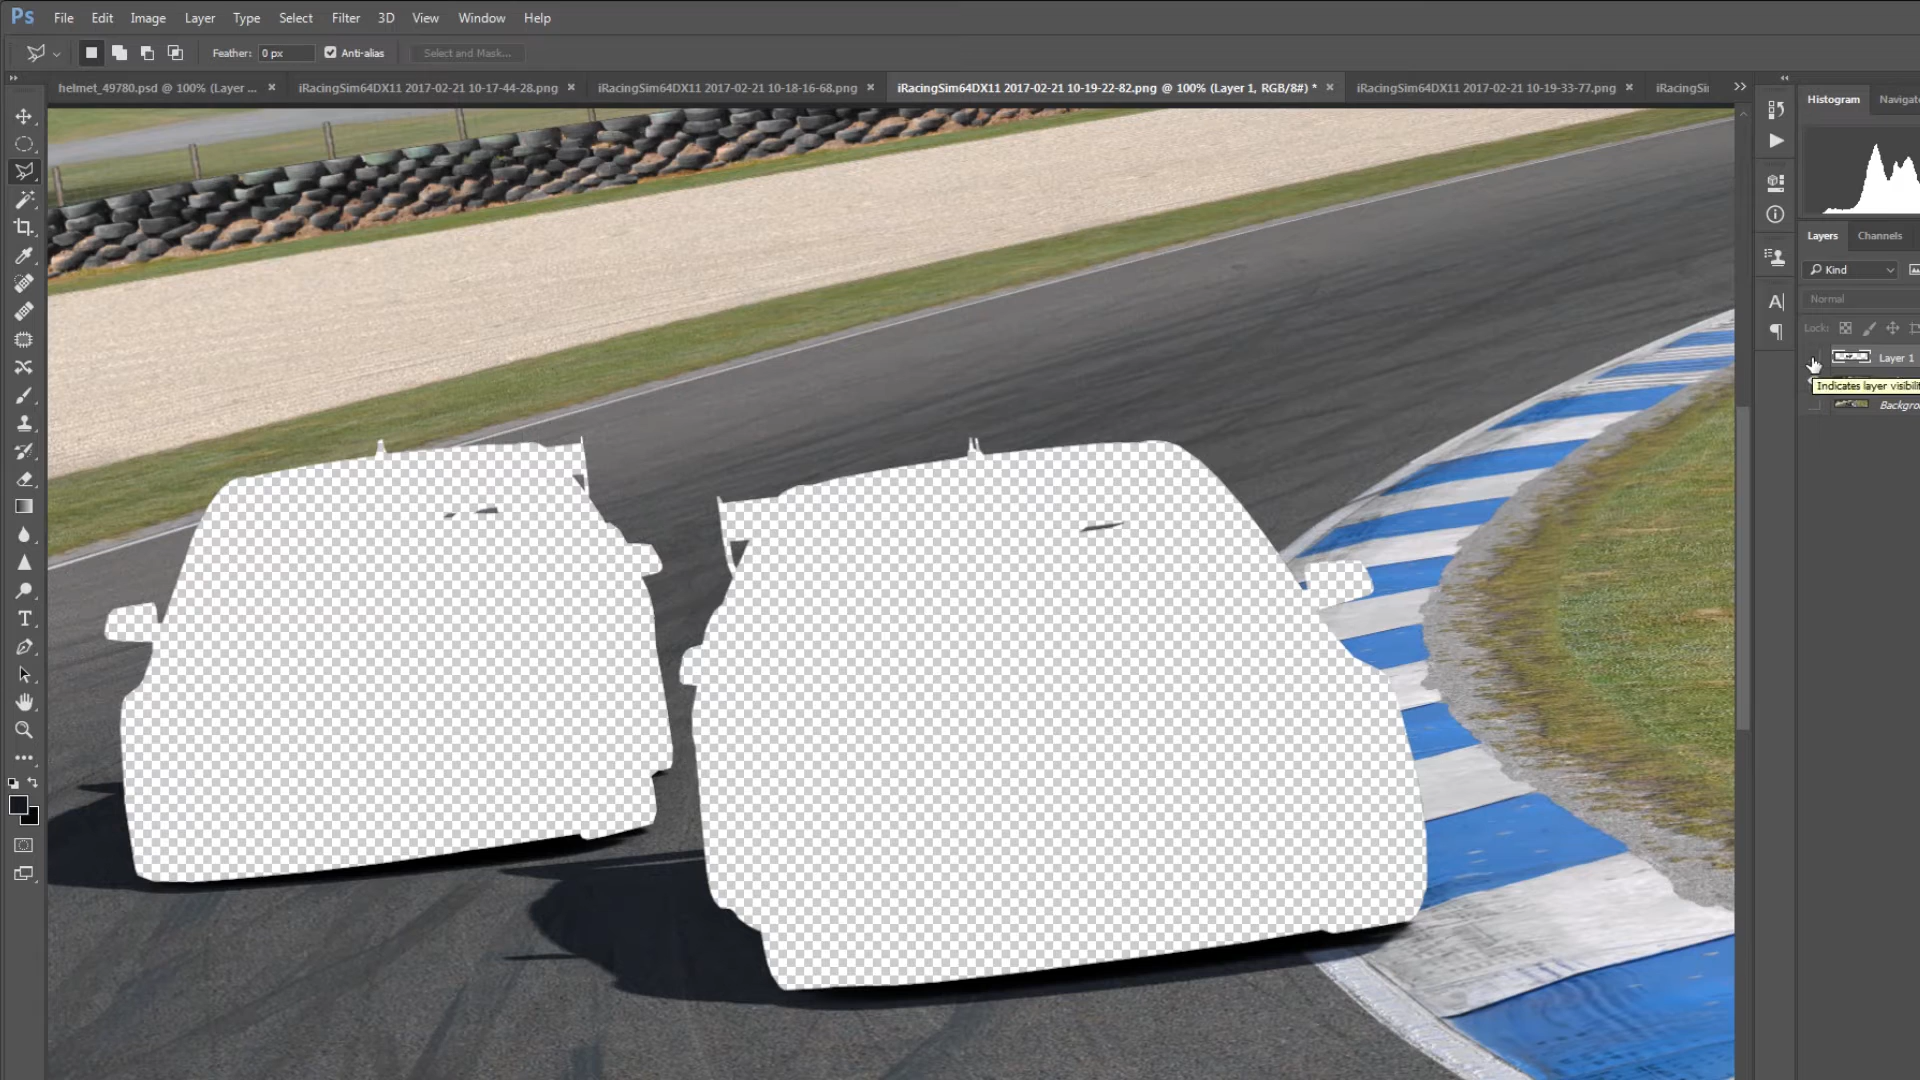 Ps File Edit Image Layer Type Select Filter 3D View Window Help
Feather: 0 px Anti-alias Select and Mask...
helmet_49780.psd @ 100% (Layer ... × iRacingSim64DX11 2017-02-21 10-17-44-28.png × iRacingSim64DX11 2017-02-21 10-18-16-68.png × iRacingSim64DX11 2017-02-21 10-19-22-82.png @ 100% (Layer 1, RGB/8#) * × iRacingSim64DX11 2017-02-21 10-19-33-77.png × iRacingSi
Histogram Navigat
Layers Channels
Kind
Normal
Lock:
Layer 1
Indicates layer visibilit
Backgro